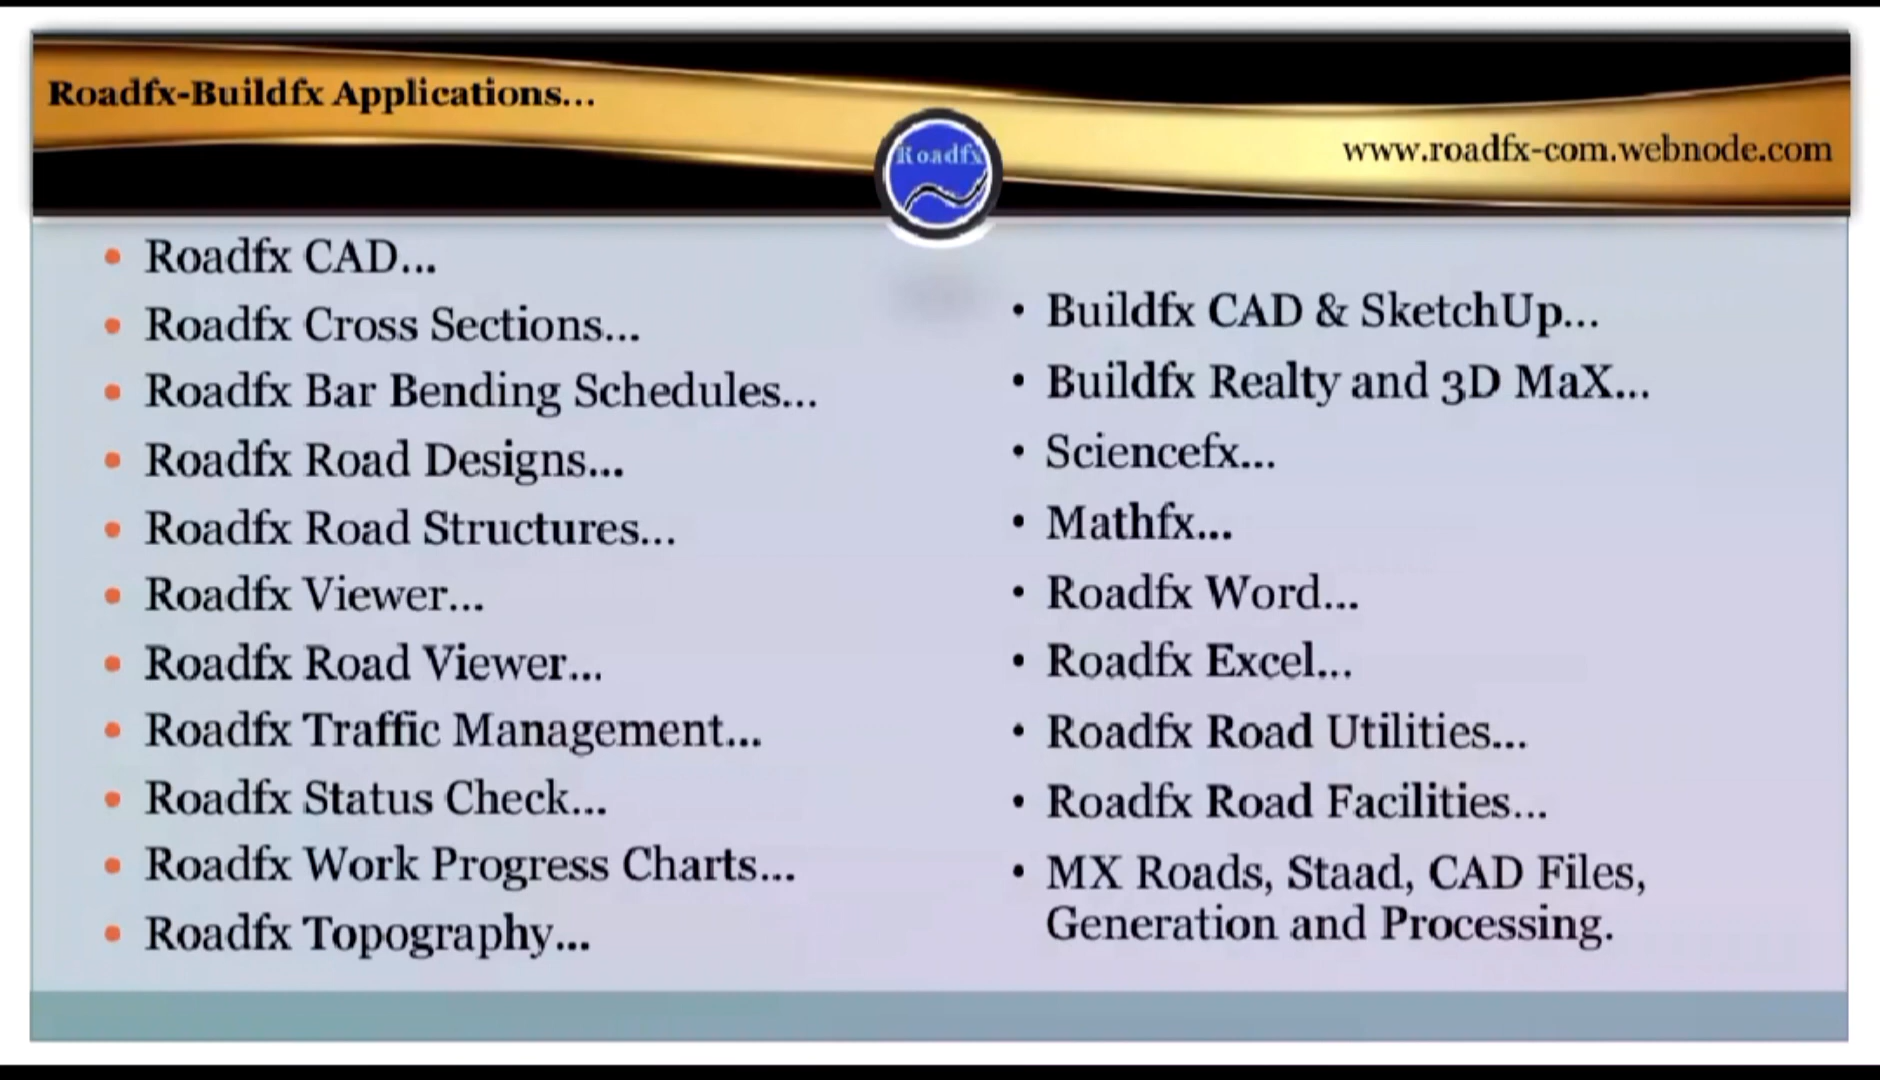 Roadfx-Buildfx Applications...
www.roadfx-com.webnode.com
Roadfx
• Roadfx CAD...
• Roadfx Cross Sections...
• Roadfx Bar Bending Schedules...
• Roadfx Road Designs...
• Roadfx Road Structures...
• Roadfx Viewer...
• Roadfx Road Viewer...
• Roadfx Traffic Management...
• Roadfx Status Check...
• Roadfx Work Progress Charts...
• Roadfx Topography...
• Buildfx CAD & SketchUp...
• Buildfx Realty and 3D MaX...
• Sciencefx...
• Mathfx...
• Roadfx Word...
• Roadfx Excel...
• Roadfx Road Utilities...
• Roadfx Road Facilities...
• MX Roads, Staad, CAD Files,
Generation and Processing.